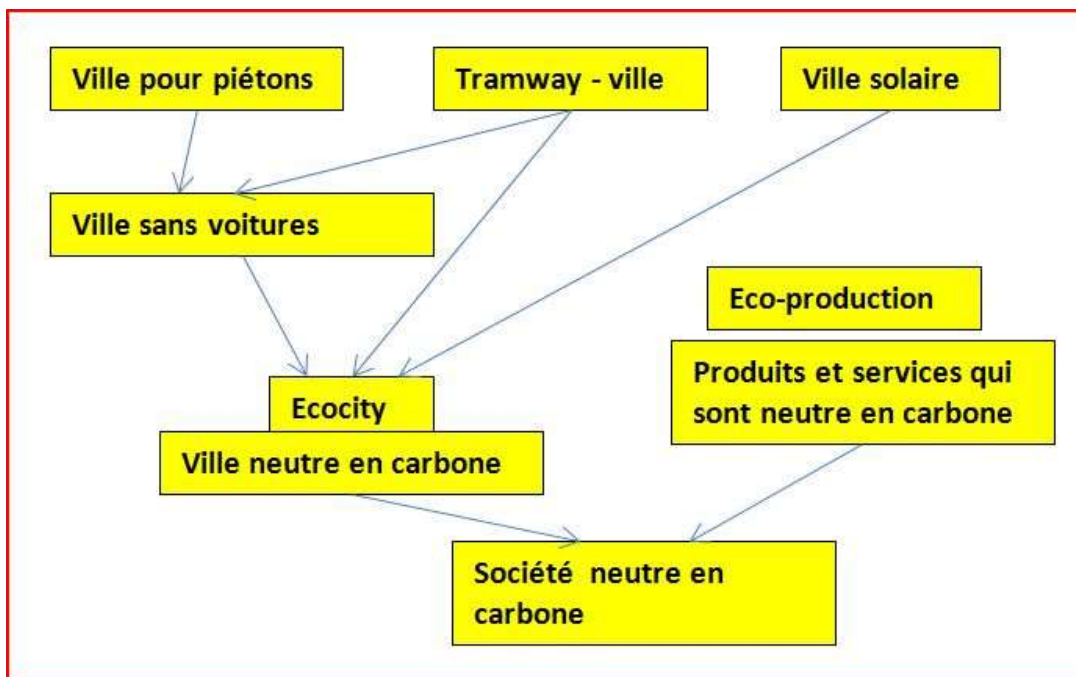 Ville pour piétons
Tramway - ville
Ville solaire
Ville sans voitures
Eco-production
Produits et services qui
sont neutre en carbone
Ecocity
Ville neutre en carbone
Société neutre en
carbone